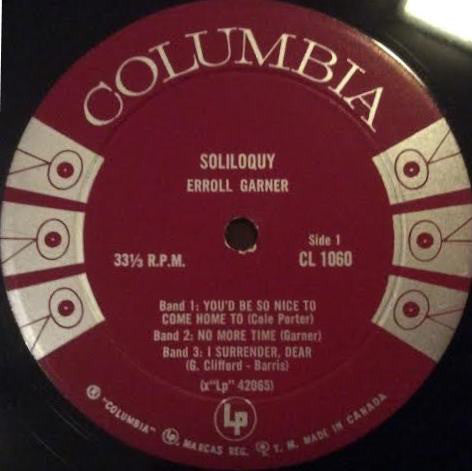 COLUMBIA
SOLILOQUY
ERROLL GARNER
33⅓ R.P.M.
Side 1
CL 1060
Band 1: YOU'D BE SO NICE TO
COME HOME TO (Cole Porter)
Band 2: NO MORE TIME (Garner)
Band 3: I SURRENDER, DEAR
(G. Clifford - Barris)
(x"Lp" 42065)
Lp
"COLUMBIA" MARCAS REG. T. M. MADE IN CANADA